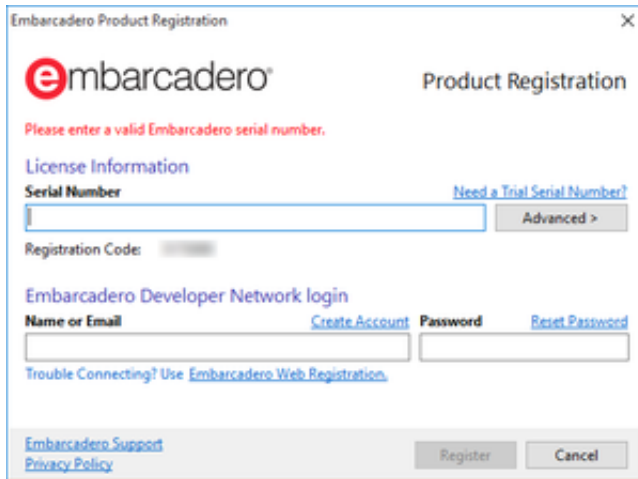 Embarcadero Product Registration
embarcadero®
Product Registration
Please enter a valid Embarcadero serial number.
License Information
Serial Number Need a Trial Serial Number?
Advanced >
Registration Code:
Embarcadero Developer Network login
Name or Email Create Account Password Reset Password
Trouble Connecting? Use Embarcadero Web Registration.
Embarcadero Support
Privacy Policy
Register Cancel